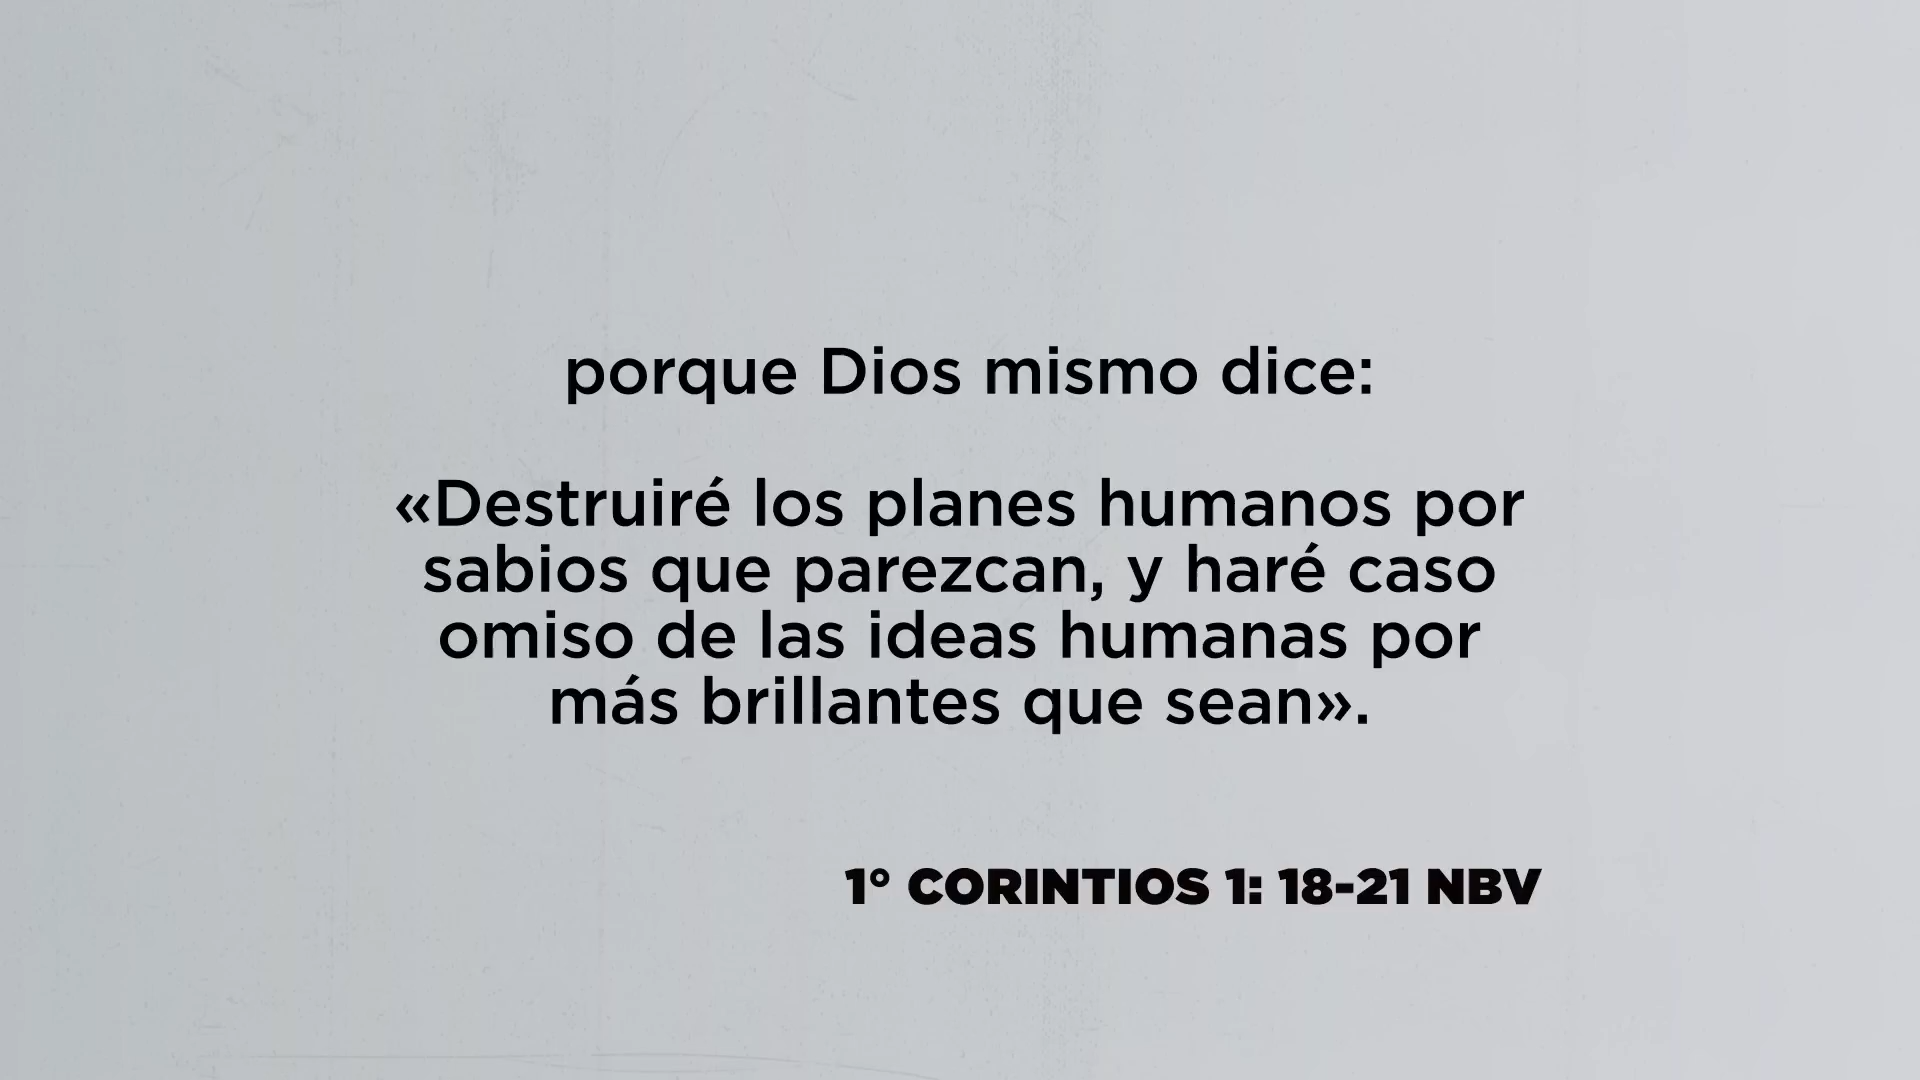 porque Dios mismo dice:
«Destruiré los planes humanos por
sabios que parezcan, y haré caso
omiso de las ideas humanas por
más brillantes que sean».
1° CORINTIOS 1: 18-21 NBV